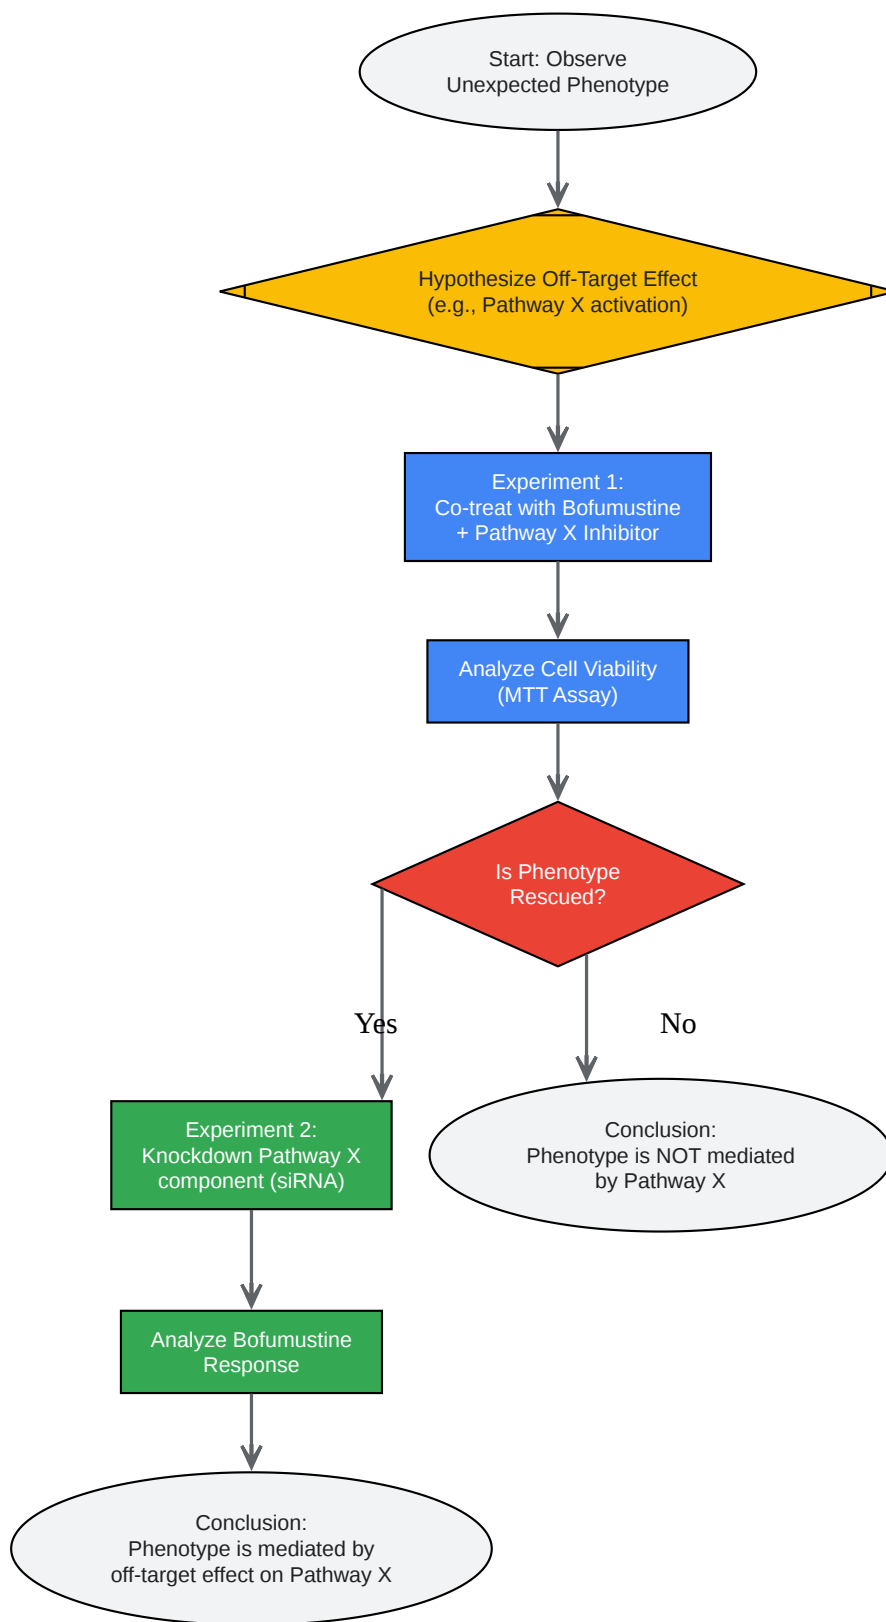 Start: Observe
Unexpected Phenotype
Hypothesize Off-Target Effect
(e.g., Pathway X activation)
Experiment 1:
Co-treat with Bofumustine
+ Pathway X Inhibitor
Analyze Cell Viability
(MTT Assay)
Is Phenotype
Rescued?
Yes
No
Experiment 2:
Knockdown Pathway X
component (siRNA)
Conclusion:
Phenotype is NOT mediated
by Pathway X
Analyze Bofumustine
Response
Conclusion:
Phenotype is mediated by
off-target effect on Pathway X